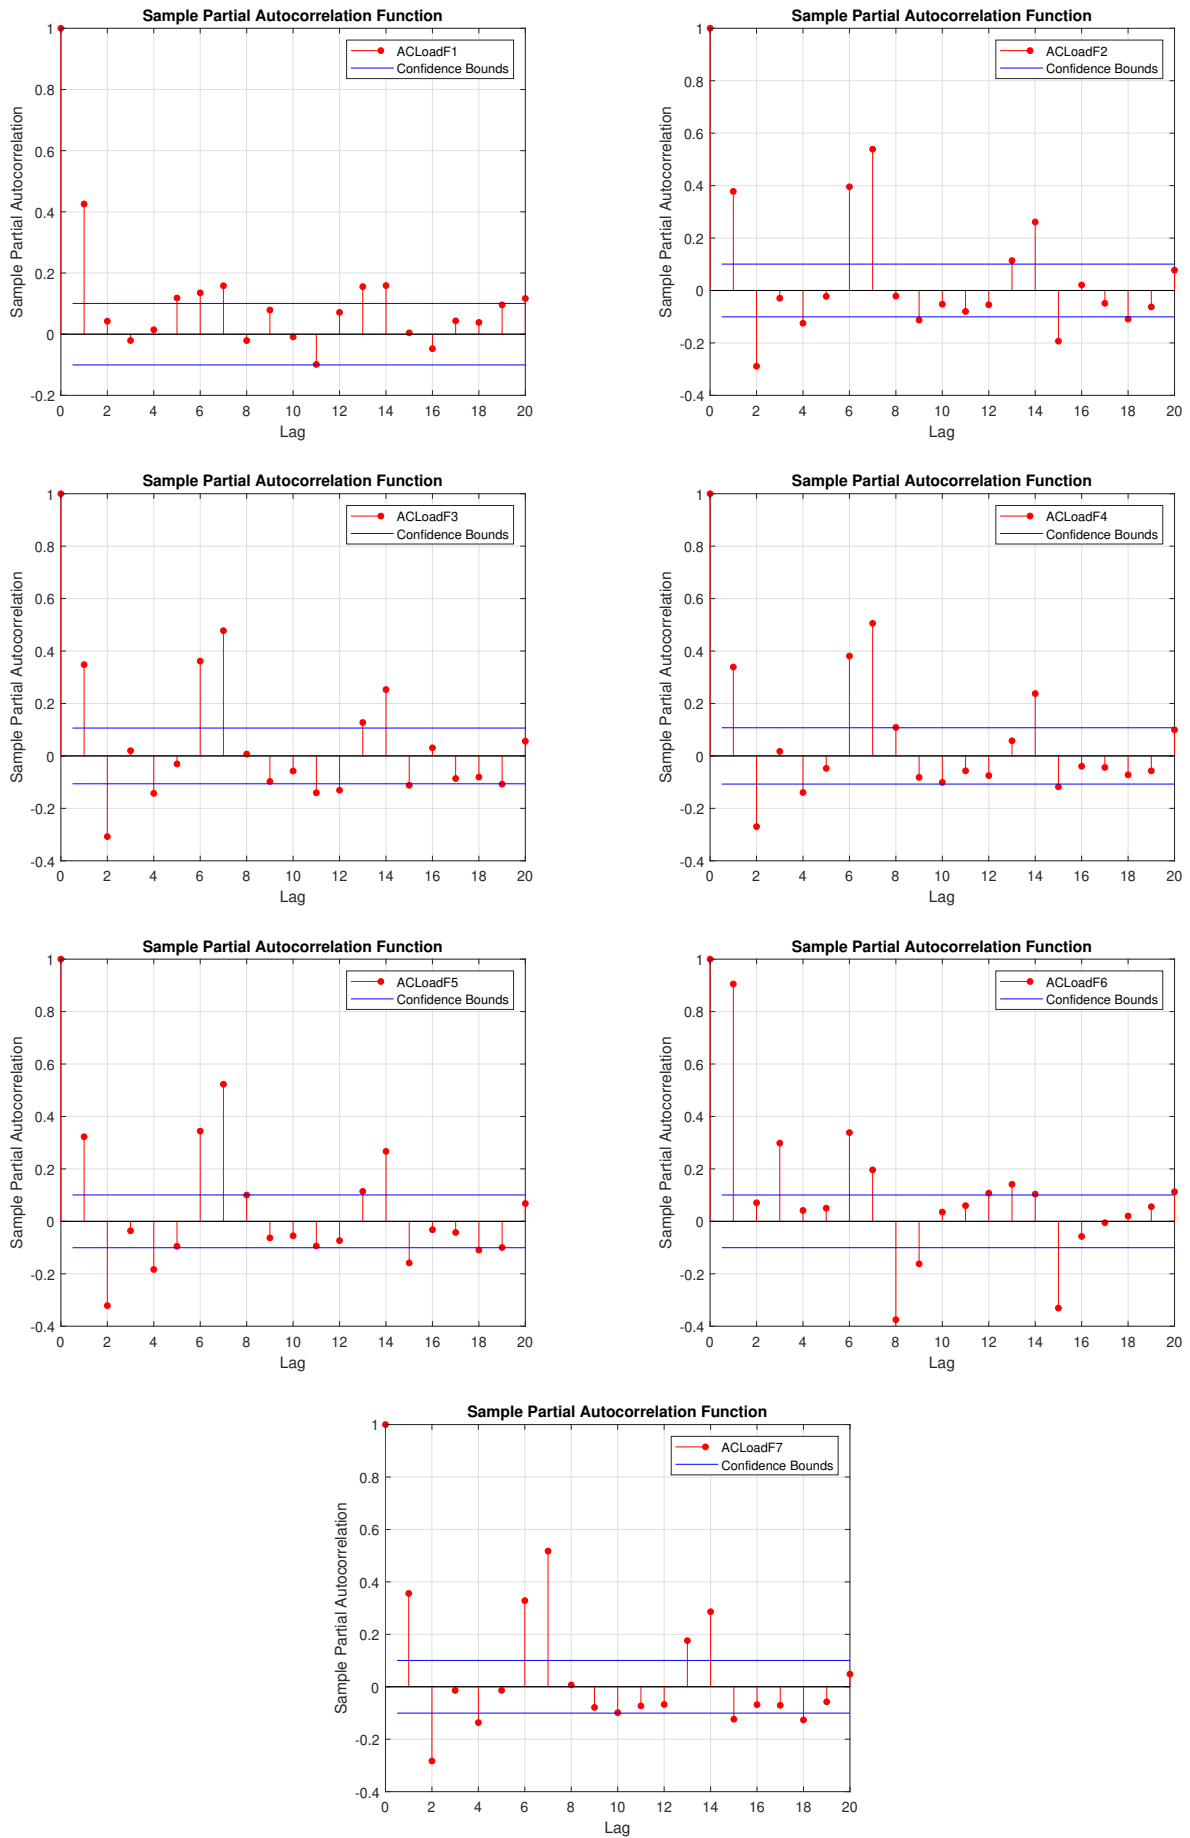 Sample Partial Autocorrelation Function
Sample Partial Autocorrelation
1
0.8
0.6
0.4
0.2
0
-0.2
0 2 4 6 8 10 12 14 16 18 20
Lag
ACLoadF1
Confidence Bounds
Sample Partial Autocorrelation Function
Sample Partial Autocorrelation
1
0.8
0.6
0.4
0.2
0
-0.2
-0.4
0 2 4 6 8 10 12 14 16 18 20
Lag
ACLoadF2
Confidence Bounds
Sample Partial Autocorrelation Function
Sample Partial Autocorrelation
1
0.8
0.6
0.4
0.2
0
-0.2
-0.4
0 2 4 6 8 10 12 14 16 18 20
Lag
ACLoadF3
Confidence Bounds
Sample Partial Autocorrelation Function
Sample Partial Autocorrelation
1
0.8
0.6
0.4
0.2
0
-0.2
-0.4
0 2 4 6 8 10 12 14 16 18 20
Lag
ACLoadF4
Confidence Bounds
Sample Partial Autocorrelation Function
Sample Partial Autocorrelation
1
0.8
0.6
0.4
0.2
0
-0.2
-0.4
0 2 4 6 8 10 12 14 16 18 20
Lag
ACLoadF5
Confidence Bounds
Sample Partial Autocorrelation Function
Sample Partial Autocorrelation
1
0.8
0.6
0.4
0.2
0
-0.2
-0.4
0 2 4 6 8 10 12 14 16 18 20
Lag
ACLoadF6
Confidence Bounds
Sample Partial Autocorrelation Function
Sample Partial Autocorrelation
1
0.8
0.6
0.4
0.2
0
-0.2
-0.4
0 2 4 6 8 10 12 14 16 18 20
Lag
ACLoadF7
Confidence Bounds